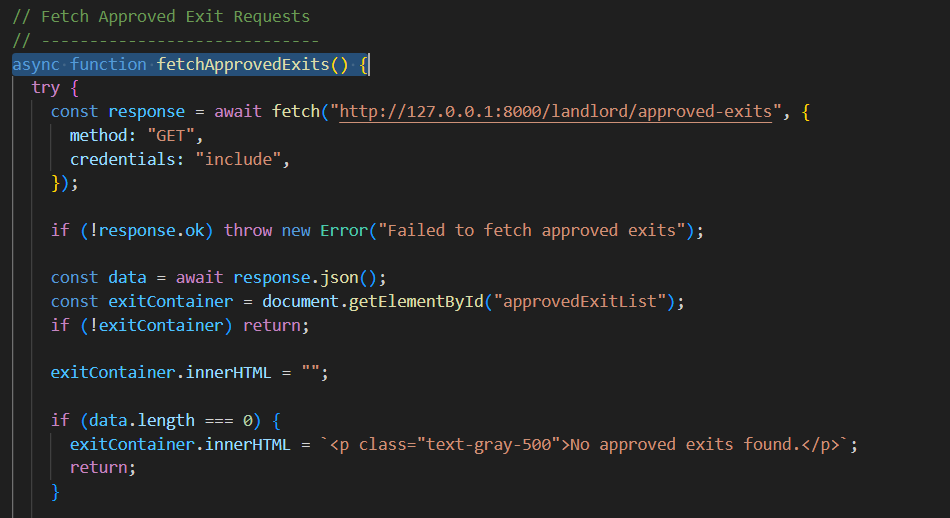 // Fetch Approved Exit Requests
// -----------------------------
async function fetchApprovedExits() {
  try {
    const response = await fetch("http://127.0.0.1:8000/landlord/approved-exits", {
      method: "GET",
      credentials: "include",
    });
    if (!response.ok) throw new Error("Failed to fetch approved exits");
    const data = await response.json();
    const exitContainer = document.getElementById("approvedExitList");
    if (!exitContainer) return;
    exitContainer.innerHTML = "";
    if (data.length === 0) {
      exitContainer.innerHTML = `<p class="text-gray-500">No approved exits found.</p>`;
      return;
    }